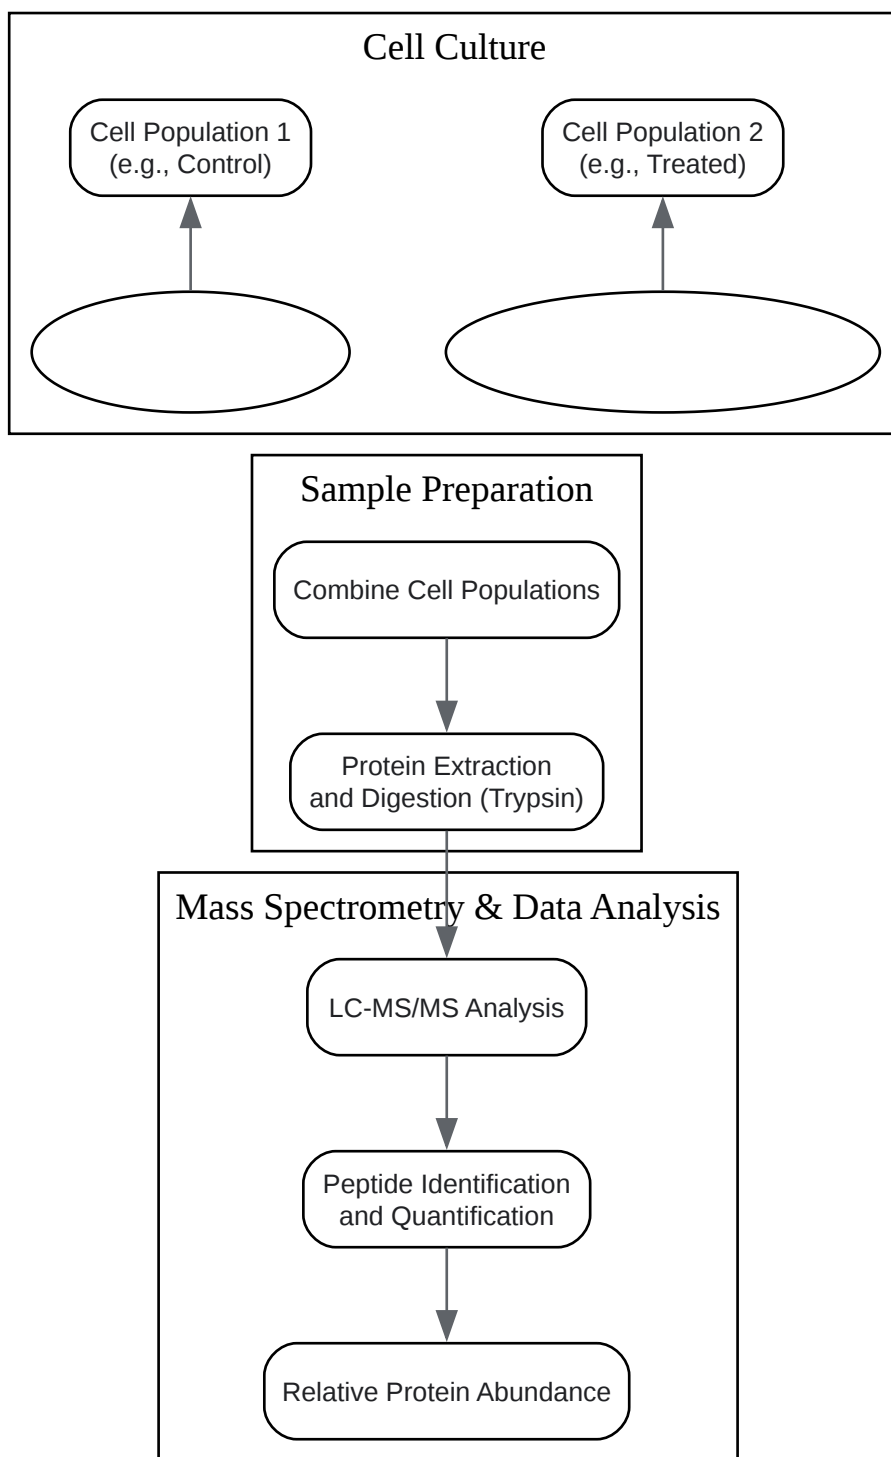 Cell Culture
Cell Population 1
(e.g., Control)
Cell Population 2
(e.g., Treated)
Sample Preparation
Combine Cell Populations
Protein Extraction
and Digestion (Trypsin)
Mass Spectrometry & Data Analysis
LC-MS/MS Analysis
Peptide Identification
and Quantification
Relative Protein Abundance